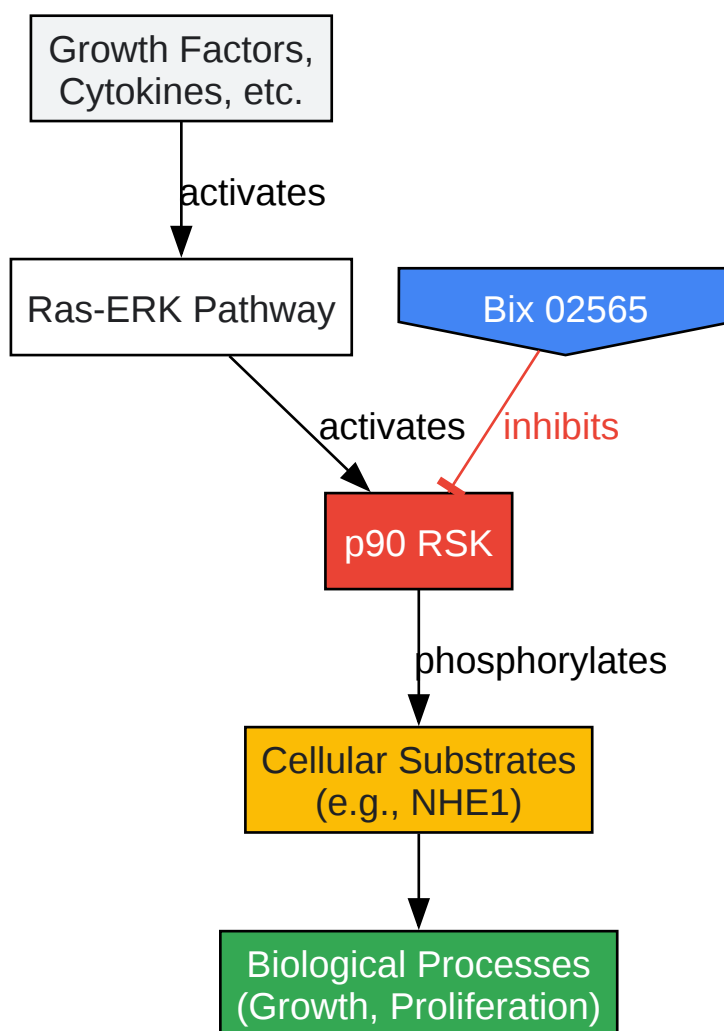 Growth Factors,
Cytokines, etc.
activates
Ras-ERK Pathway
Bix 02565
activates
inhibits
p90 RSK
phosphorylates
Cellular Substrates
(e.g., NHE1)
Biological Processes
(Growth, Proliferation)